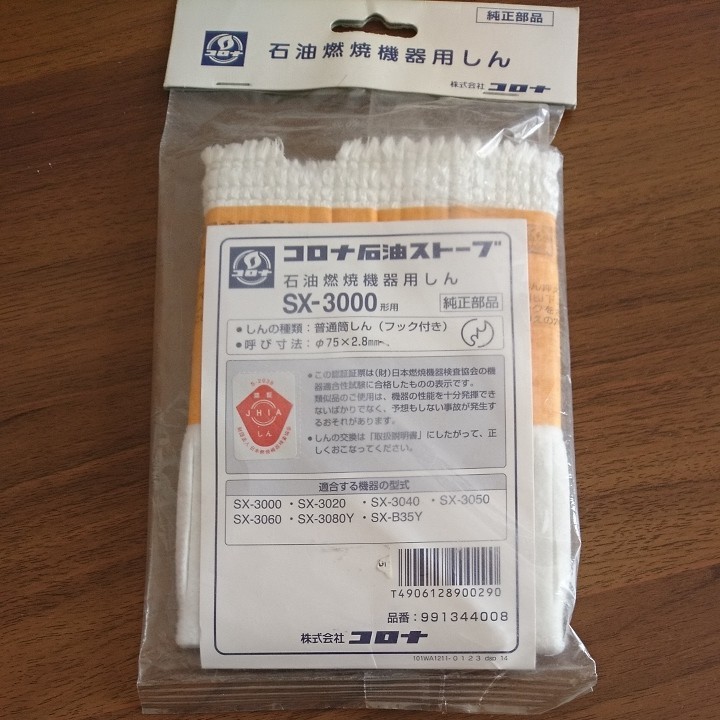 純正部品
コロナ
石油燃焼機器用しん
株式会社 コロナ
コロナ
コロナ石油ストーブ
石油燃焼機器用しん
SX-3000 形用
純正部品
●しんの種類：普通筒しん（フック付き）
●呼び寸法：φ75×2.8mm
●この認証証票は(財)日本燃焼機器検査協会の機
器適合性試験に合格したものの表示です。
類似品のご使用は、機器の性能を十分発揮でき
ないばかりでなく、予想もしない事故が発生す
るおそれがあります。
●しんの交換は「取扱説明書」にしたがって、正
しくおこなってください。
JHIA
しん
適合する機器の型式
SX-3000・SX-3020・SX-3040・SX-3050
SX-3060・SX-3080Y・SX-B35Y
T4906128900290
品番：991344008
株式会社 コロナ